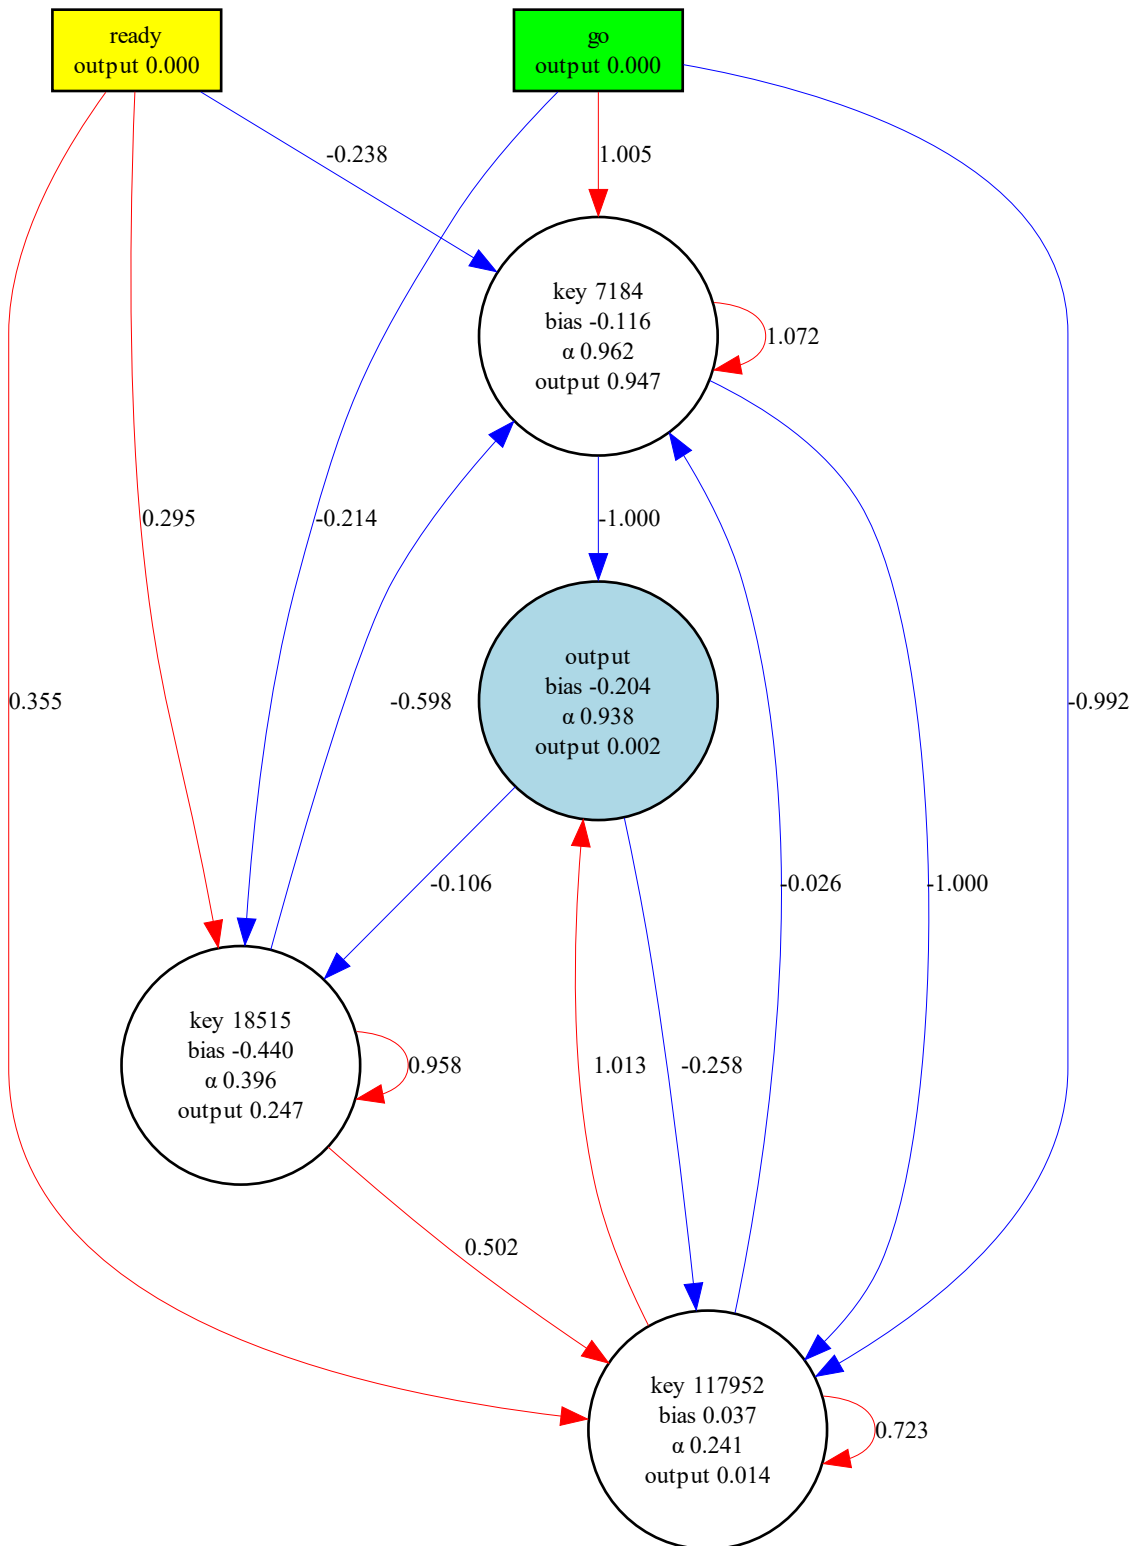 ready
output 0.000
go
output 0.000
-0.238
1.005
key 7184
bias -0.116
α 0.962
output 0.947
1.072
0.295
-0.214
-1.000
output
bias -0.204
α 0.938
output 0.002
0.355
-0.598
-0.992
-0.106
-0.026
-1.000
key 18515
bias -0.440
α 0.396
output 0.247
0.958
1.013
-0.258
0.502
key 117952
bias 0.037
α 0.241
output 0.014
0.723